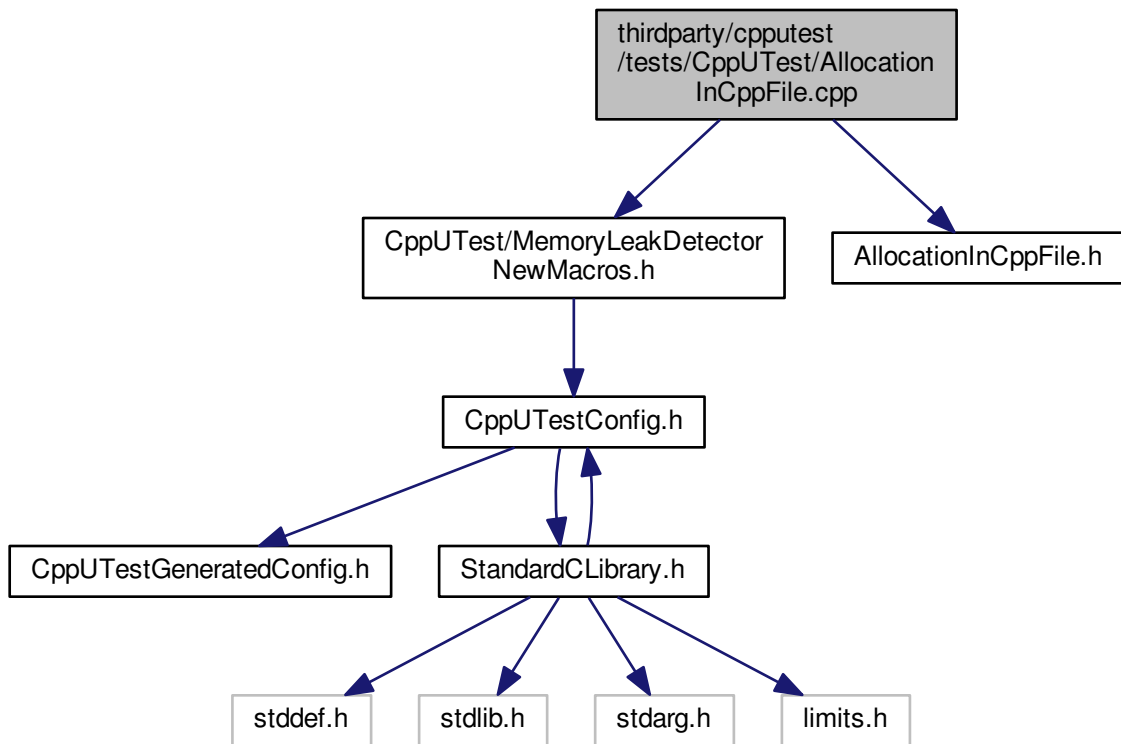 thirdparty/cpputest
/tests/CppUTest/Allocation
InCppFile.cpp
CppUTest/MemoryLeakDetector
NewMacros.h
AllocationInCppFile.h
CppUTestConfig.h
CppUTestGeneratedConfig.h
StandardCLibrary.h
stddef.h
stdlib.h
stdarg.h
limits.h